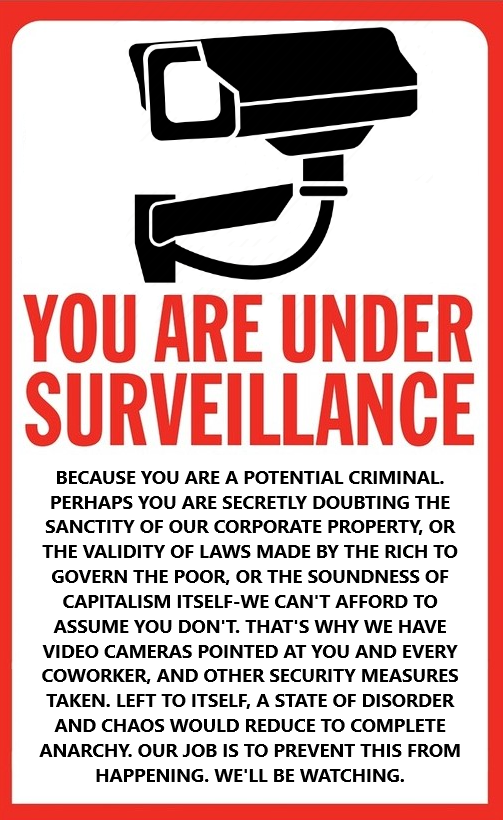 YOU ARE UNDER
SURVEILLANCE
BECAUSE YOU ARE A POTENTIAL CRIMINAL.
PERHAPS YOU ARE SECRETLY DOUBTING THE
SANCTITY OF OUR CORPORATE PROPERTY, OR
THE VALIDITY OF LAWS MADE BY THE RICH TO
GOVERN THE POOR, OR THE SOUNDNESS OF
CAPITALISM ITSELF-WE CAN'T AFFORD TO
ASSUME YOU DON'T. THAT'S WHY WE HAVE
VIDEO CAMERAS POINTED AT YOU AND EVERY
COWORKER, AND OTHER SECURITY MEASURES
TAKEN. LEFT TO ITSELF, A STATE OF DISORDER
AND CHAOS WOULD REDUCE TO COMPLETE
ANARCHY. OUR JOB IS TO PREVENT THIS FROM
HAPPENING. WE'LL BE WATCHING.